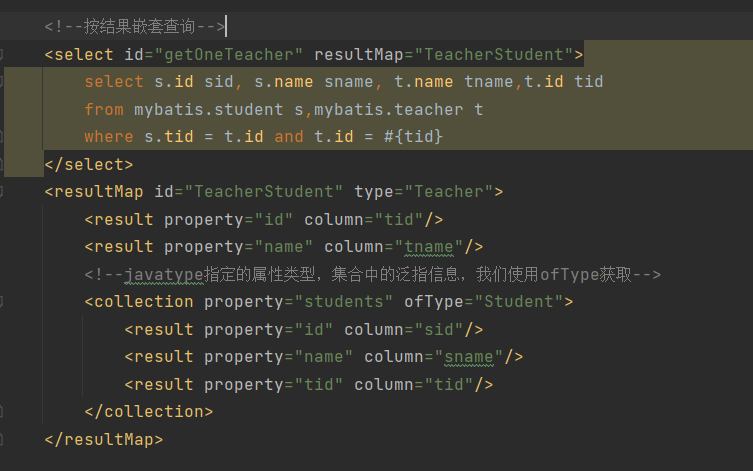 <!--按结果嵌套查询-->
<select id="getOneTeacher" resultMap="TeacherStudent">
    select s.id sid, s.name sname, t.name tname,t.id tid
    from mybatis.student s,mybatis.teacher t
    where s.tid = t.id and t.id = #{tid}
</select>
<resultMap id="TeacherStudent" type="Teacher">
    <result property="id" column="tid"/>
    <result property="name" column="tname"/>
    <!--javatype指定的属性类型，集合中的泛指信息，我们使用ofType获取-->
    <collection property="students" ofType="Student">
        <result property="id" column="sid"/>
        <result property="name" column="sname"/>
        <result property="tid" column="tid"/>
    </collection>
</resultMap>